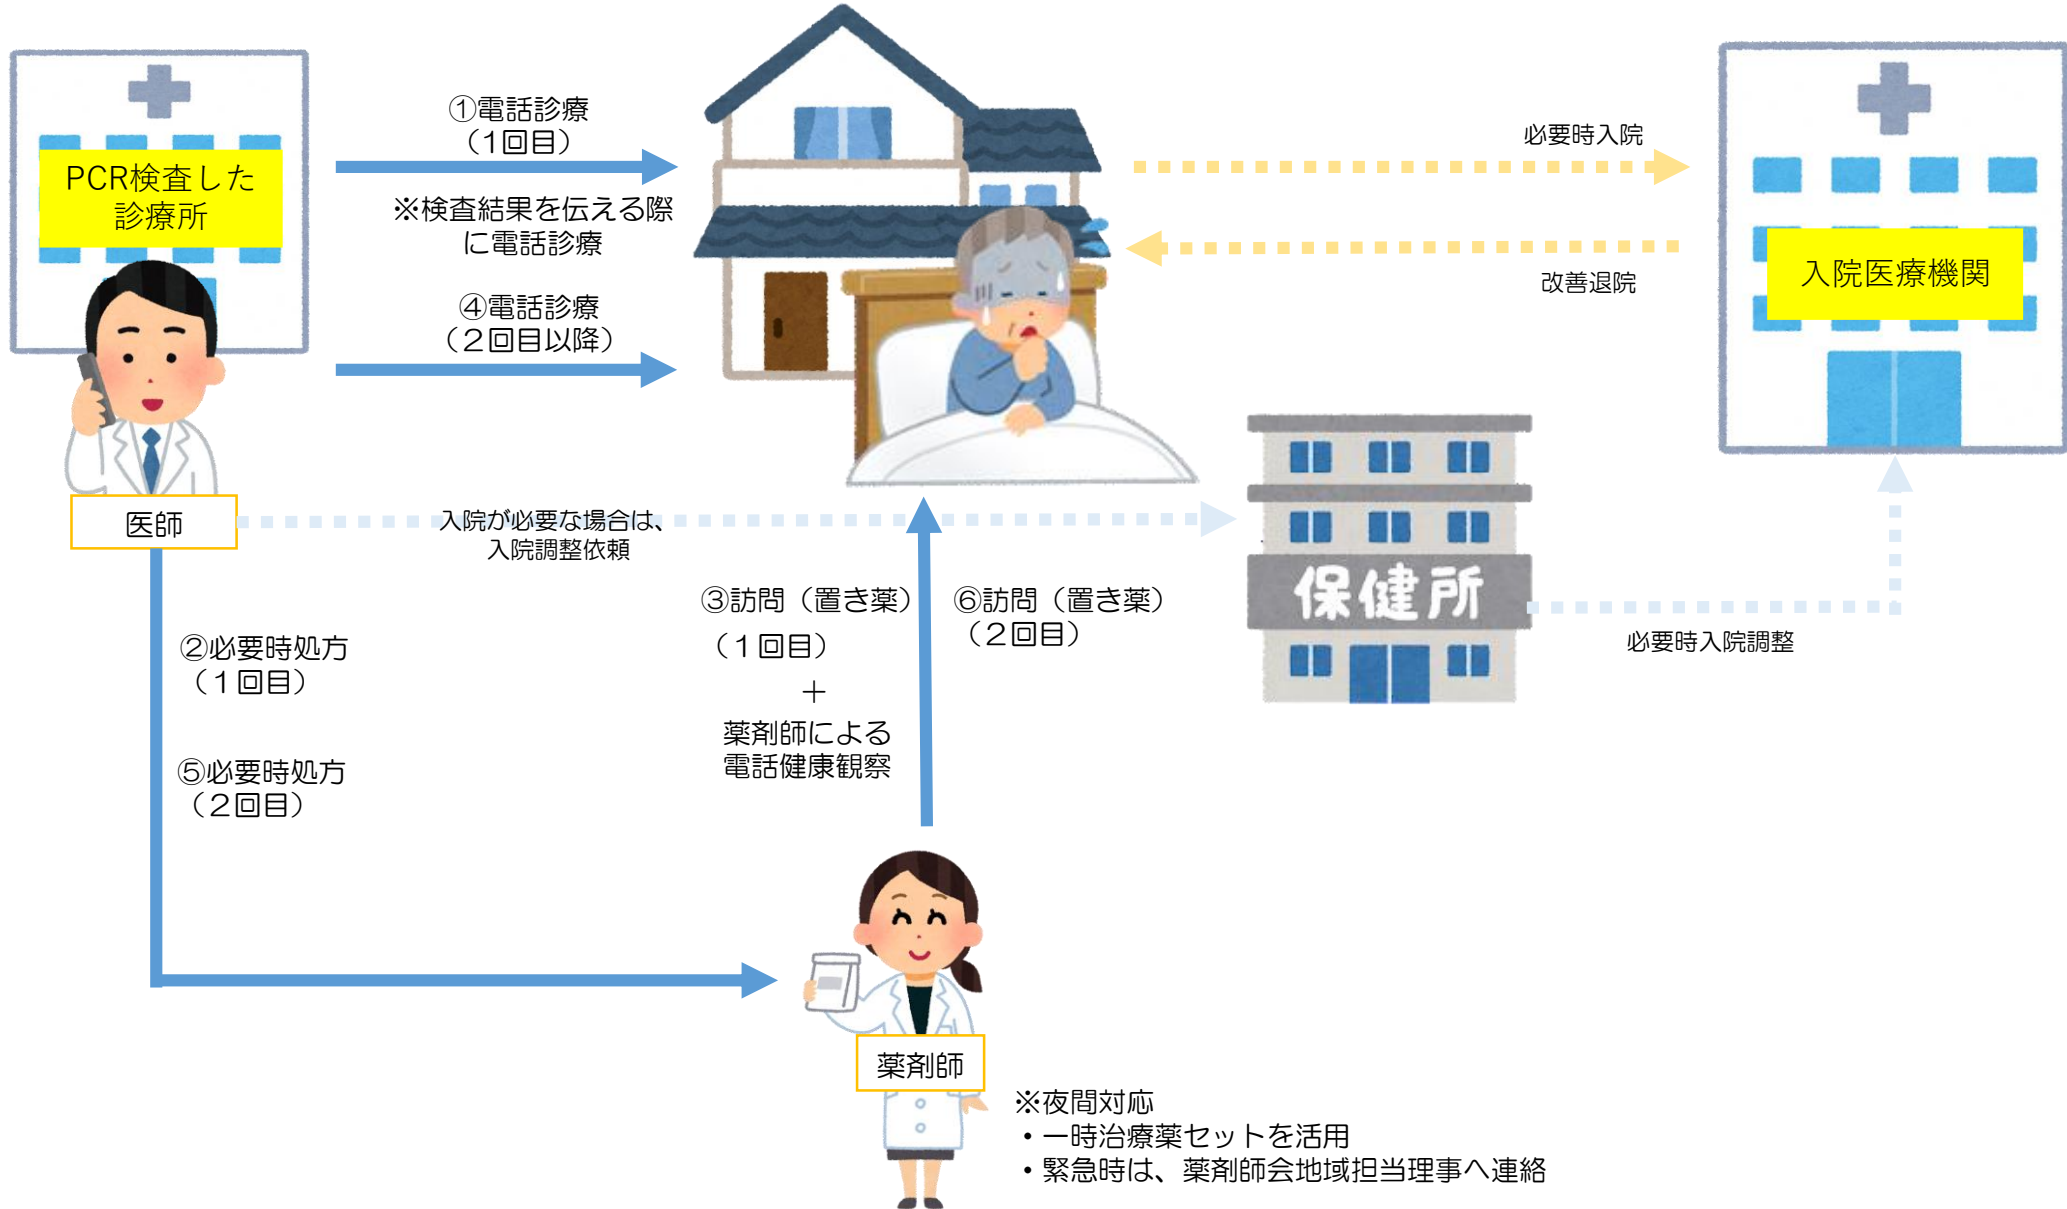 PCR検査した
診療所
①電話診療
（1回目）
※検査結果を伝える際
に電話診療
④電話診療
（２回目以降）
必要時入院
改善退院
入院医療機関
医師
入院が必要な場合は、
入院調整依頼
保健所
必要時入院調整
②必要時処方
（１回目）
⑤必要時処方
（２回目）
③訪問（置き薬）
（１回目）
＋
薬剤師による
電話健康観察
⑥訪問（置き薬）
（２回目）
薬剤師
※夜間対応
・一時治療薬セットを活用
・緊急時は、薬剤師会地域担当理事へ連絡